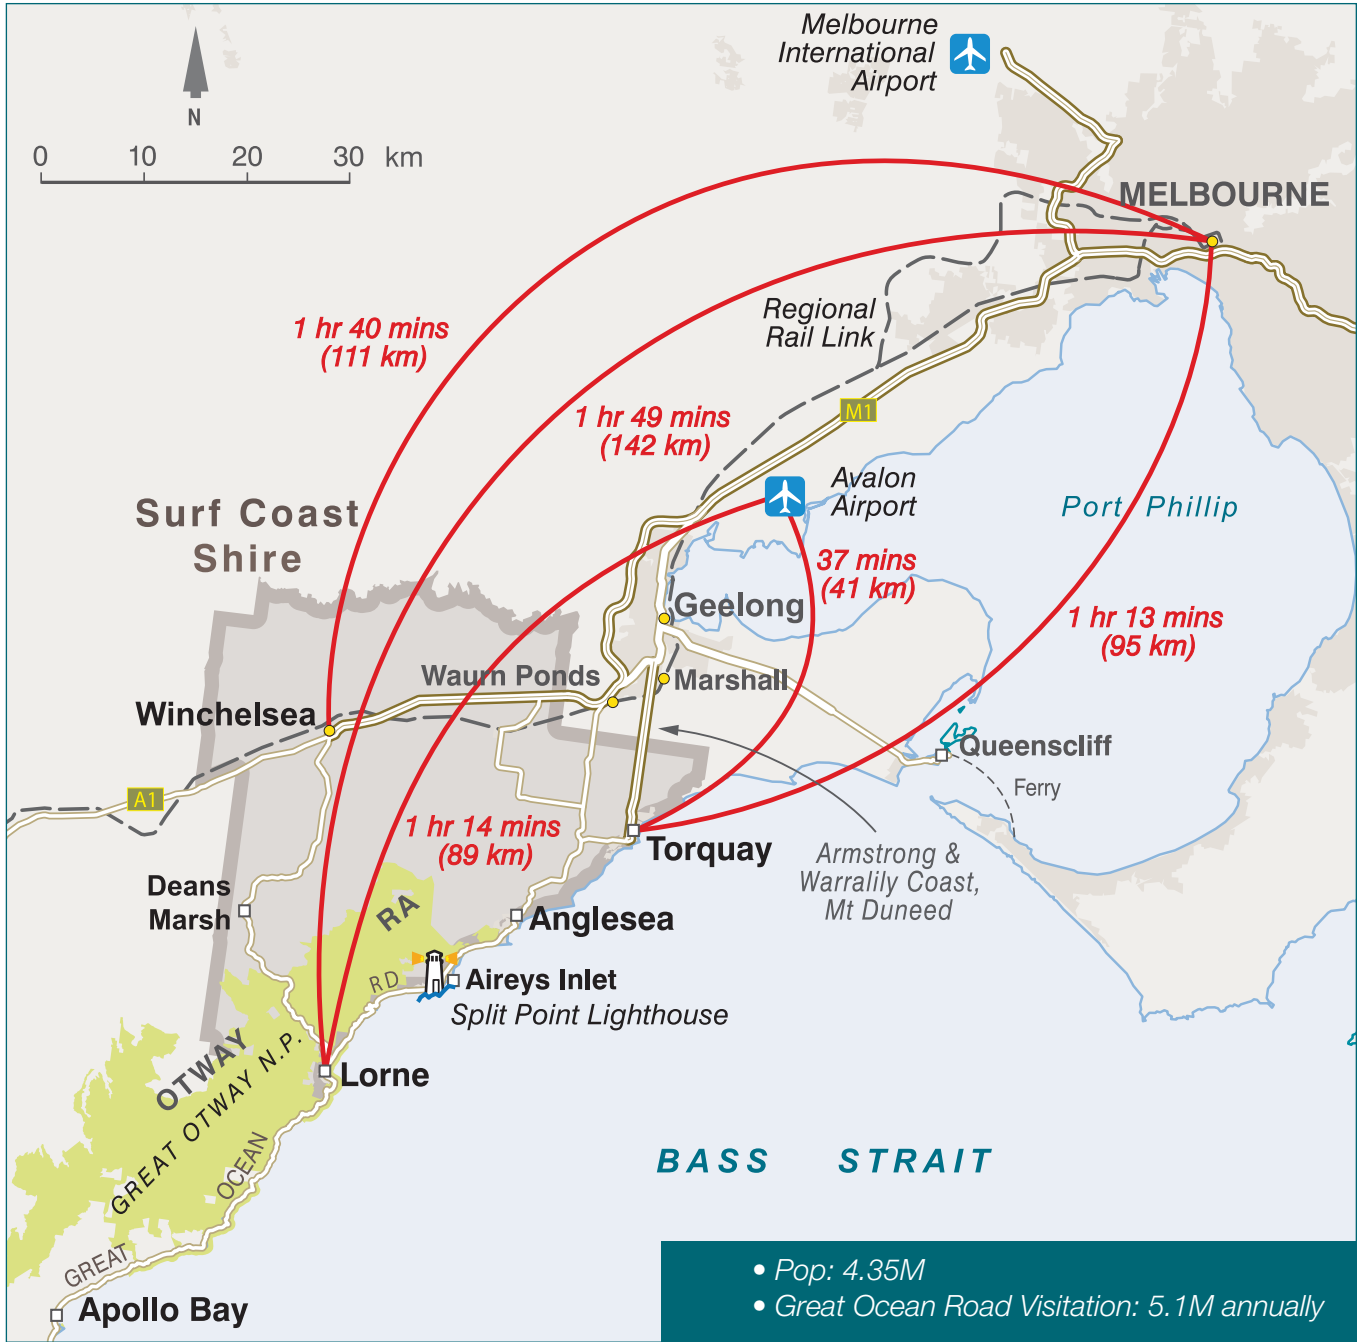 Melbourne
International
Airport
N
0 10 20 30 km
MELBOURNE
Regional
Rail Link
1 hr 40 mins
(111 km)
1 hr 49 mins
(142 km)
M1
Avalon
Airport
Port Phillip
Surf Coast
Shire
37 mins
(41 km)
Geelong
1 hr 13 mins
(95 km)
Waurn Ponds
Marshall
Winchelsea
Queenscliff
Ferry
A1
1 hr 14 mins
(89 km)
Torquay
Armstrong &
Warralily Coast,
Mt Duneed
Deans
Marsh
RA
Anglesea
RD
Aireys Inlet
Split Point Lighthouse
OTWAY
GREAT OTWAY N.P.
Lorne
OCEAN
BASS STRAIT
GREAT
Apollo Bay
• Pop: 4.35M
• Great Ocean Road Visitation: 5.1M annually